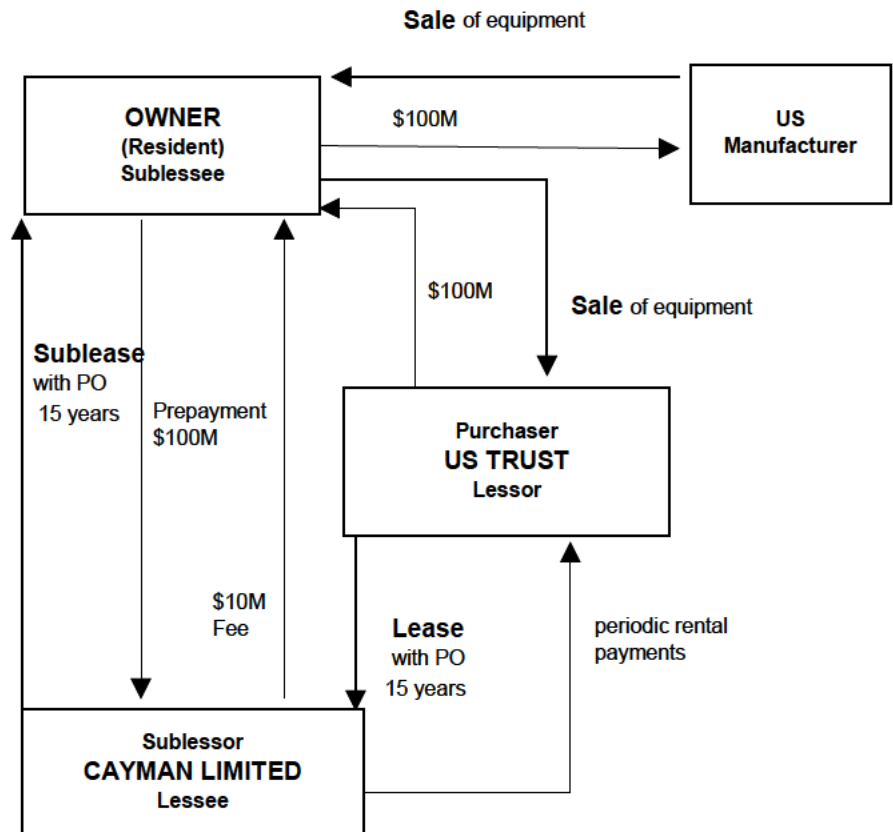 Sale of equipment
OWNER
(Resident)
Sublessee
$100M
US
Manufacturer
$100M
Sale of equipment
Sublease
with PO
15 years
Prepayment
$100M
Purchaser
US TRUST
Lessor
$10M
Fee
Lease
with PO
15 years
periodic rental
payments
Sublessor
CAYMAN LIMITED
Lessee